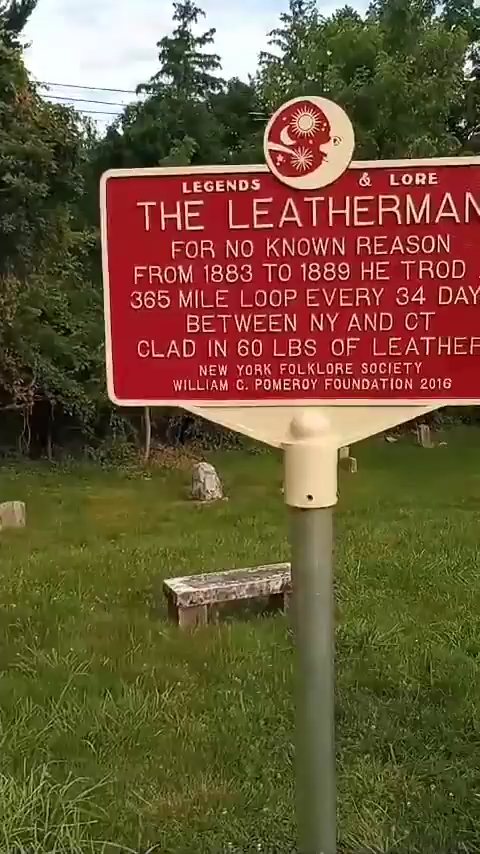 LEGENDS & LORE
THE LEATHERMAN
FOR NO KNOWN REASON
FROM 1883 TO 1889 HE TROD
365 MILE LOOP EVERY 34 DAY
BETWEEN NY AND CT
CLAD IN 60 LBS OF LEATHER
NEW YORK FOLKLORE SOCIETY
WILLIAM C. POMEROY FOUNDATION 2016